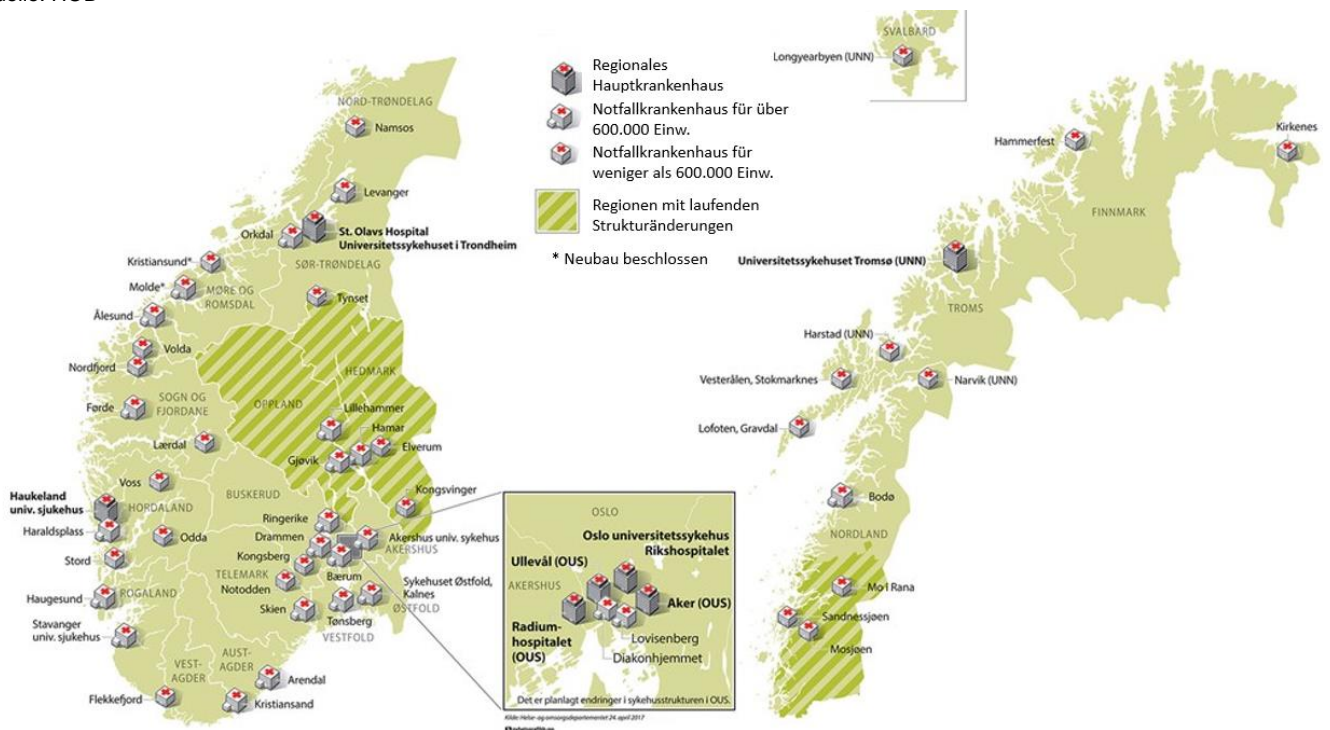 Regionales
Hauptkrankenhaus
Notfallkrankenhaus für über
600.000 Einw.
Notfallkrankenhaus für
weniger als 600.000 Einw.
Regionen mit laufenden
Strukturänderungen
* Neubau beschlossen
NORD-TRØNDELAG
Namsos
Levanger
Orkdal
St. Olavs Hospital
Universitetssykehuset i Trondheim
Kristiansund*
SØR-TRØNDELAG
Molde*
MØRE OG
ROMSDAL
Tynset
Ålesund
Volda
Nordfjord
HEDMARK
Førde
SOGN OG
FJORDANE
OPPLAND
Lillehammer
Hamar
Lærdal
Elverum
Gjøvik
Voss
BUSKERUD
Kongsvinger
Haukeland
univ. sjukehus
HORDALAND
Ringerike
Haraldsplass
Odda
Drammen
Akershus univ. sykehus
AKERSHUS
Kongsberg
Stord
TELEMARK
Notodden
Bærum
Sykehuset Østfold,
Kalnes
ØSTFOLD
Haugesund
ROGALAND
Skien
Tønsberg
VESTFOLD
Stavanger
univ. sjukehus
AUST-
AGDER
VEST-
AGDER
Arendal
Flekkefjord
Kristiansand
OSLO
Oslo universitetssykehus
Rikshospitalet
Ullevål (OUS)
AKERSHUS
Aker (OUS)
Radium-
hospitalet
(OUS)
Lovisenberg
Diakonhjemmet
Det er planlagt endringer i sykehusstrukturen i OUS.
Kilde: Helse- og omsorgsdepartementet 24. april 2017
SVALBARD
Longyearbyen (UNN)
Kirkenes
Hammerfest
FINNMARK
Universitetssykehuset Tromsø (UNN)
TROMS
Harstad (UNN)
Vesterålen, Stokmarknes
Narvik (UNN)
Lofoten, Gravdal
Bodø
NORDLAND
Mo I Rana
Sandnessjøen
Mosjøen